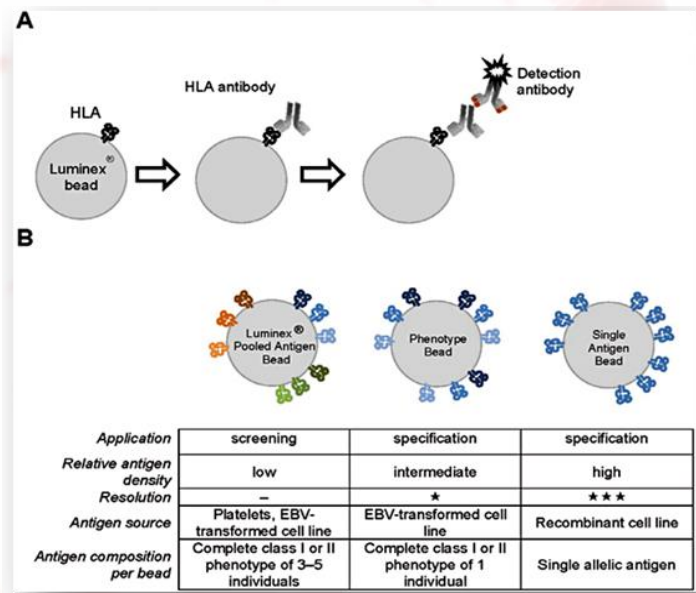 A
HLA
Luminex®
bead
HLA antibody
Detection
antibody
B
Luminex®
Pooled Antigen
Bead
Phenotype
Bead
Single
Antigen
Bead
Application screening specification specification
Relative antigen
density low intermediate high
Resolution – ★ ★★★
Antigen source Platelets, EBV-
transformed cell line EBV-transformed cell
line Recombinant cell line
Antigen composition
per bead Complete class I or II
phenotype of 3–5
individuals Complete class I or II
phenotype of 1
individual Single allelic antigen